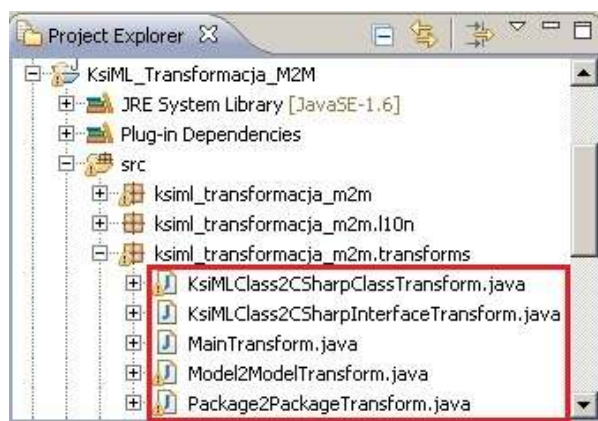 Project Explorer
KsiML_Transformacja_M2M
JRE System Library [JavaSE-1.6]
Plug-in Dependencies
src
ksiml_transformacja_m2m
ksiml_transformacja_m2m.l10n
ksiml_transformacja_m2m.transforms
KsiMLClass2CSharpClassTransform.java
KsiMLClass2CSharpInterfaceTransform.java
MainTransform.java
Model2ModelTransform.java
Package2PackageTransform.java